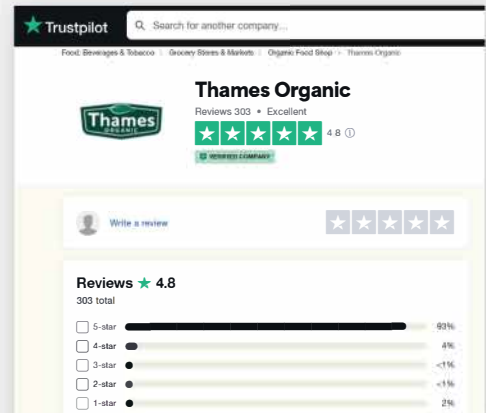 Trustpilot
Search for another company...
Food, Beverages & Tobacco
Grocery Stores & Markets
Organic Food Shop
Thames Organic
Thames
ORGANIC
Thames Organic
Reviews 303 • Excellent
4.8
VERIFIED COMPANY
Write a review
Reviews ★ 4.8
303 total
5-star 93%
4-star 4%
3-star <1%
2-star <1%
1-star 2%